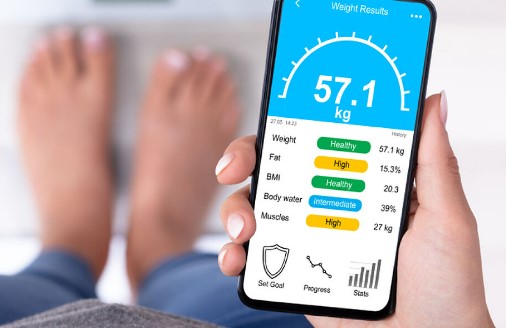 Weight Results
57.1
kg
27.05 14:23
History
Weight Healthy 57.1 kg
Fat High 15.3%
BMI Healthy 20.3
Body water Intermediate 39%
Muscles High 27 kg
Set Goal Progress Stats